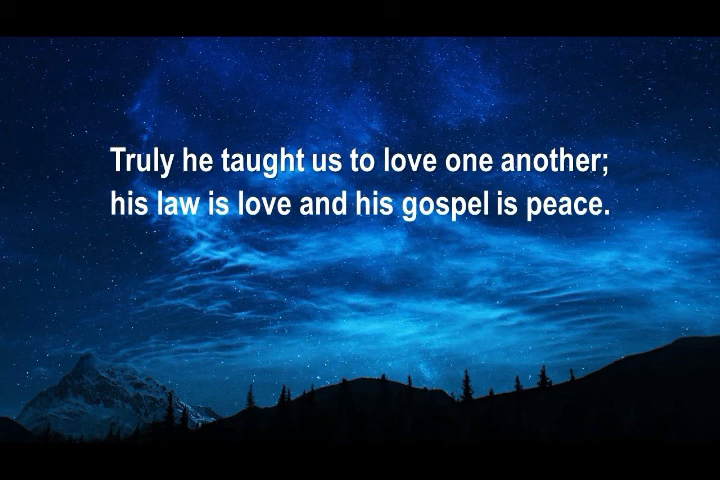 Truly he taught us to love one another;
his law is love and his gospel is peace.